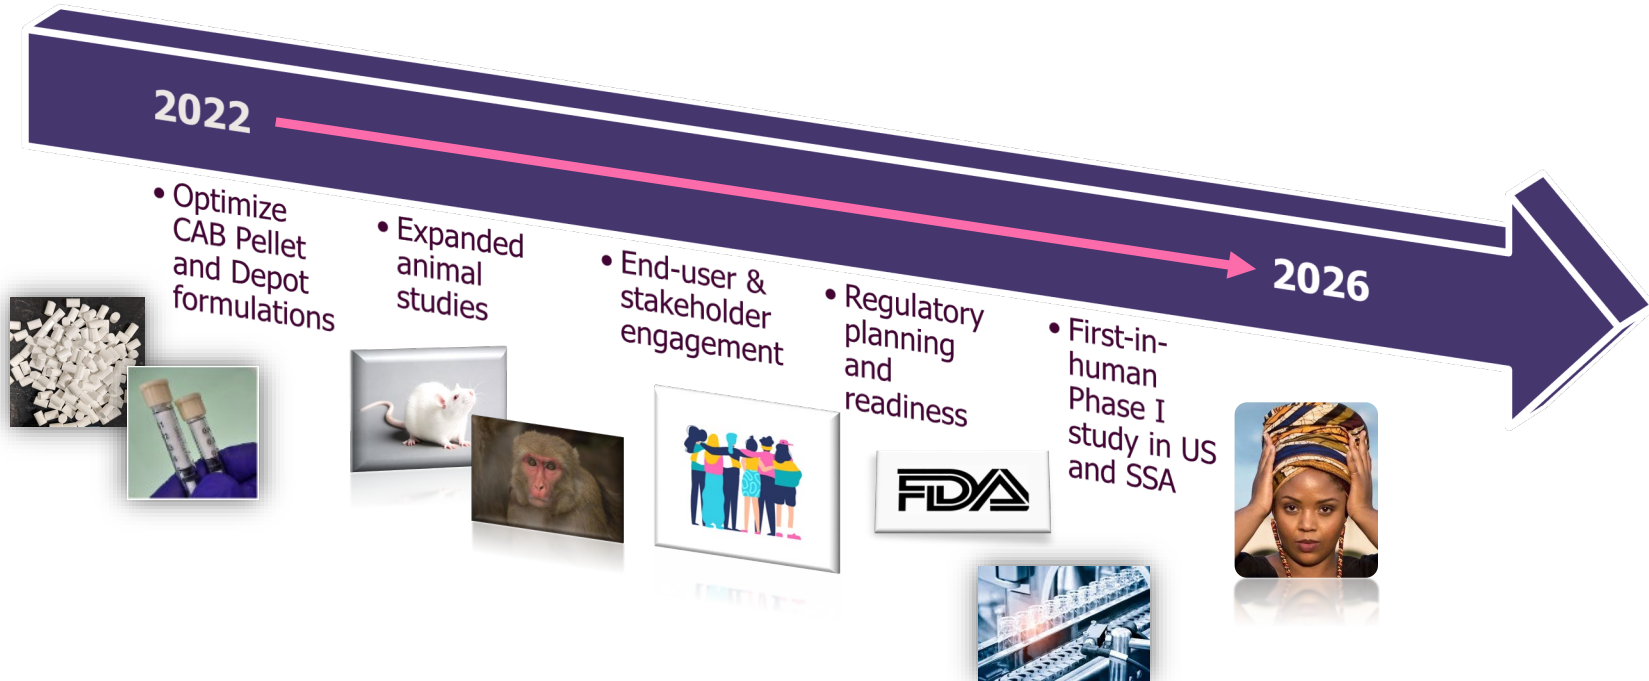 2022
2026
• Optimize
CAB Pellet
and Depot
formulations
• Expanded
animal
studies
• End-user &
stakeholder
engagement
• Regulatory
planning
and
readiness
• First-in-
human
Phase I
study in US
and SSA
FDA